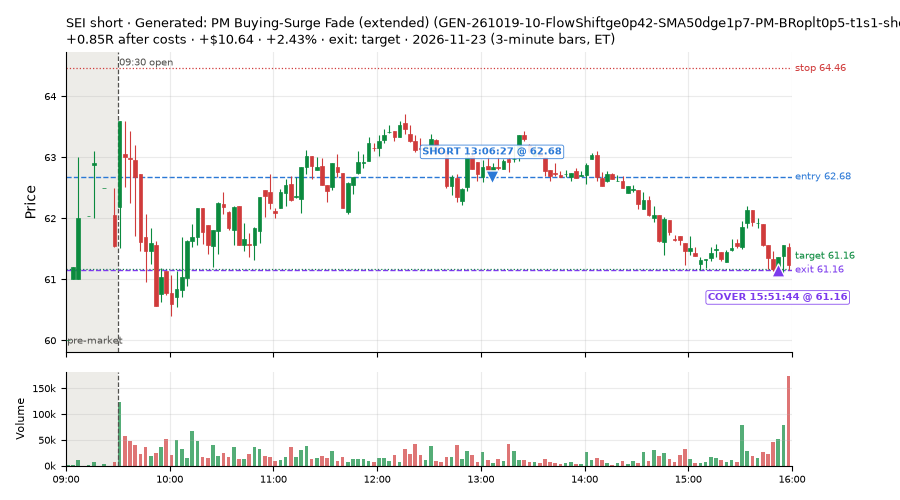 SEI short · Generated: PM Buying-Surge Fade (extended) (GEN-261019-10-FlowShiftge0p42-SMA50dge1p7-PM-BRoplt0p5-t1s1-sho
+0.85R after costs · +$10.64 · +2.43% · exit: target · 2026-11-23 (3-minute bars, ET)
09:30 open
stop 64.46
64
63
62
61
60
Price
SHORT 13:06:27 @ 62.68
entry 62.68
target 61.16
exit 61.16
COVER 15:51:44 @ 61.16
pre-market
150k
100k
50k
0k
Volume
09:00
10:00
11:00
12:00
13:00
14:00
15:00
16:00